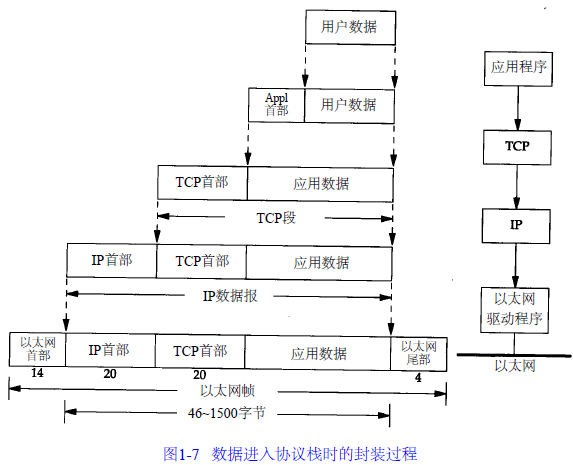 用户数据
Appl
首部
用户数据
应用程序
TCP首部
应用数据
TCP
TCP段
IP首部
TCP首部
应用数据
IP
IP数据报
以太网
驱动程序
以太网
首部
IP首部
TCP首部
应用数据
以太网
尾部
以太网
14
20
20
4
以太网帧
46~1500字节
图1-7 数据进入协议栈时的封装过程